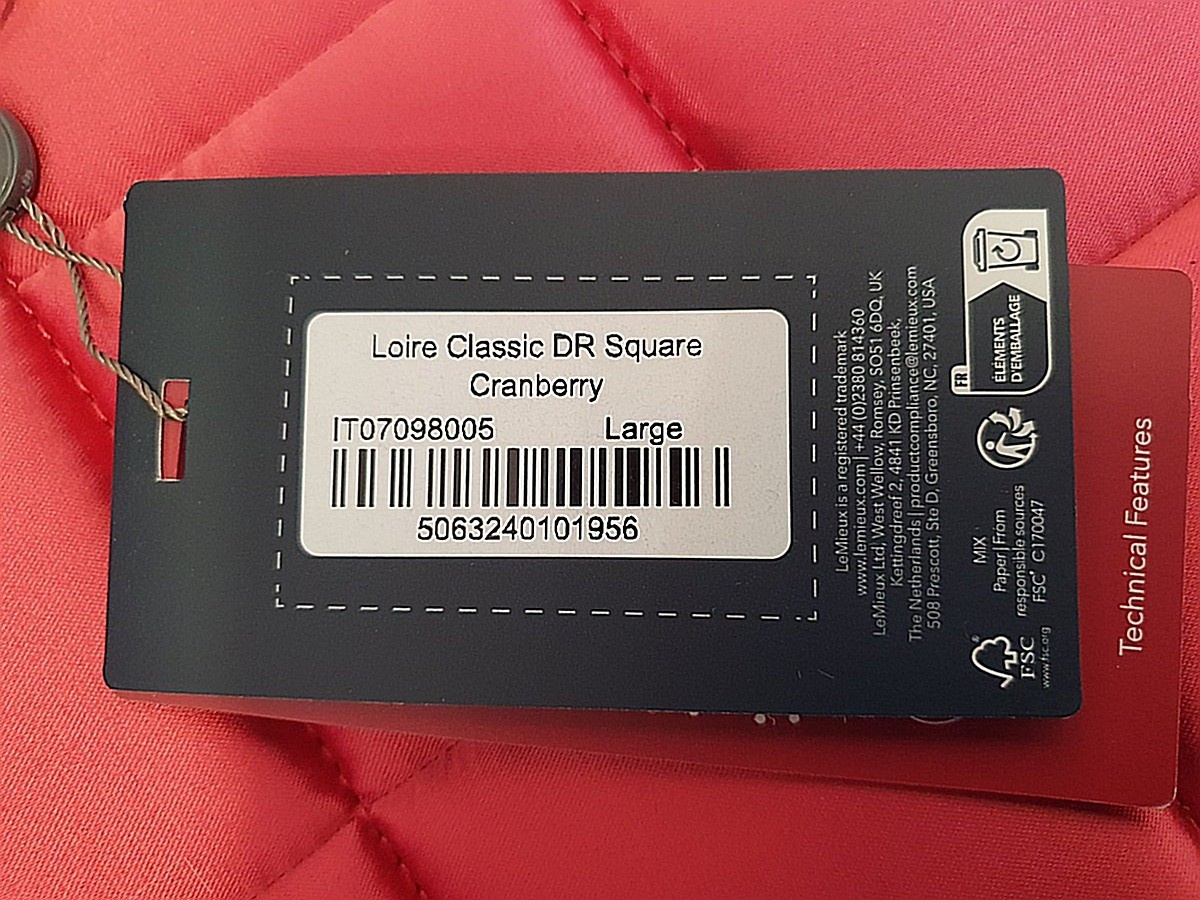 Loire Classic DR Square
Cranberry
IT07098005 Large
5063240101956
LeMieux is a registered trademark
www.lemieux.com | +44 (0)2380 814360
LeMieux Ltd, West Wellow, Romsey, SO51 6DQ, UK
Kettingdreef 2, 4841 KD Prinsenbeek,
The Netherlands | productcompliance@lemieux.com
508 Prescott, Ste D, Greensboro, NC, 27401, USA
FR
ÉLÉMENTS
D'EMBALLAGE
MIX
Paper | From
responsible sources
FSC® C170047
FSC
www.fsc.org
Technical Features